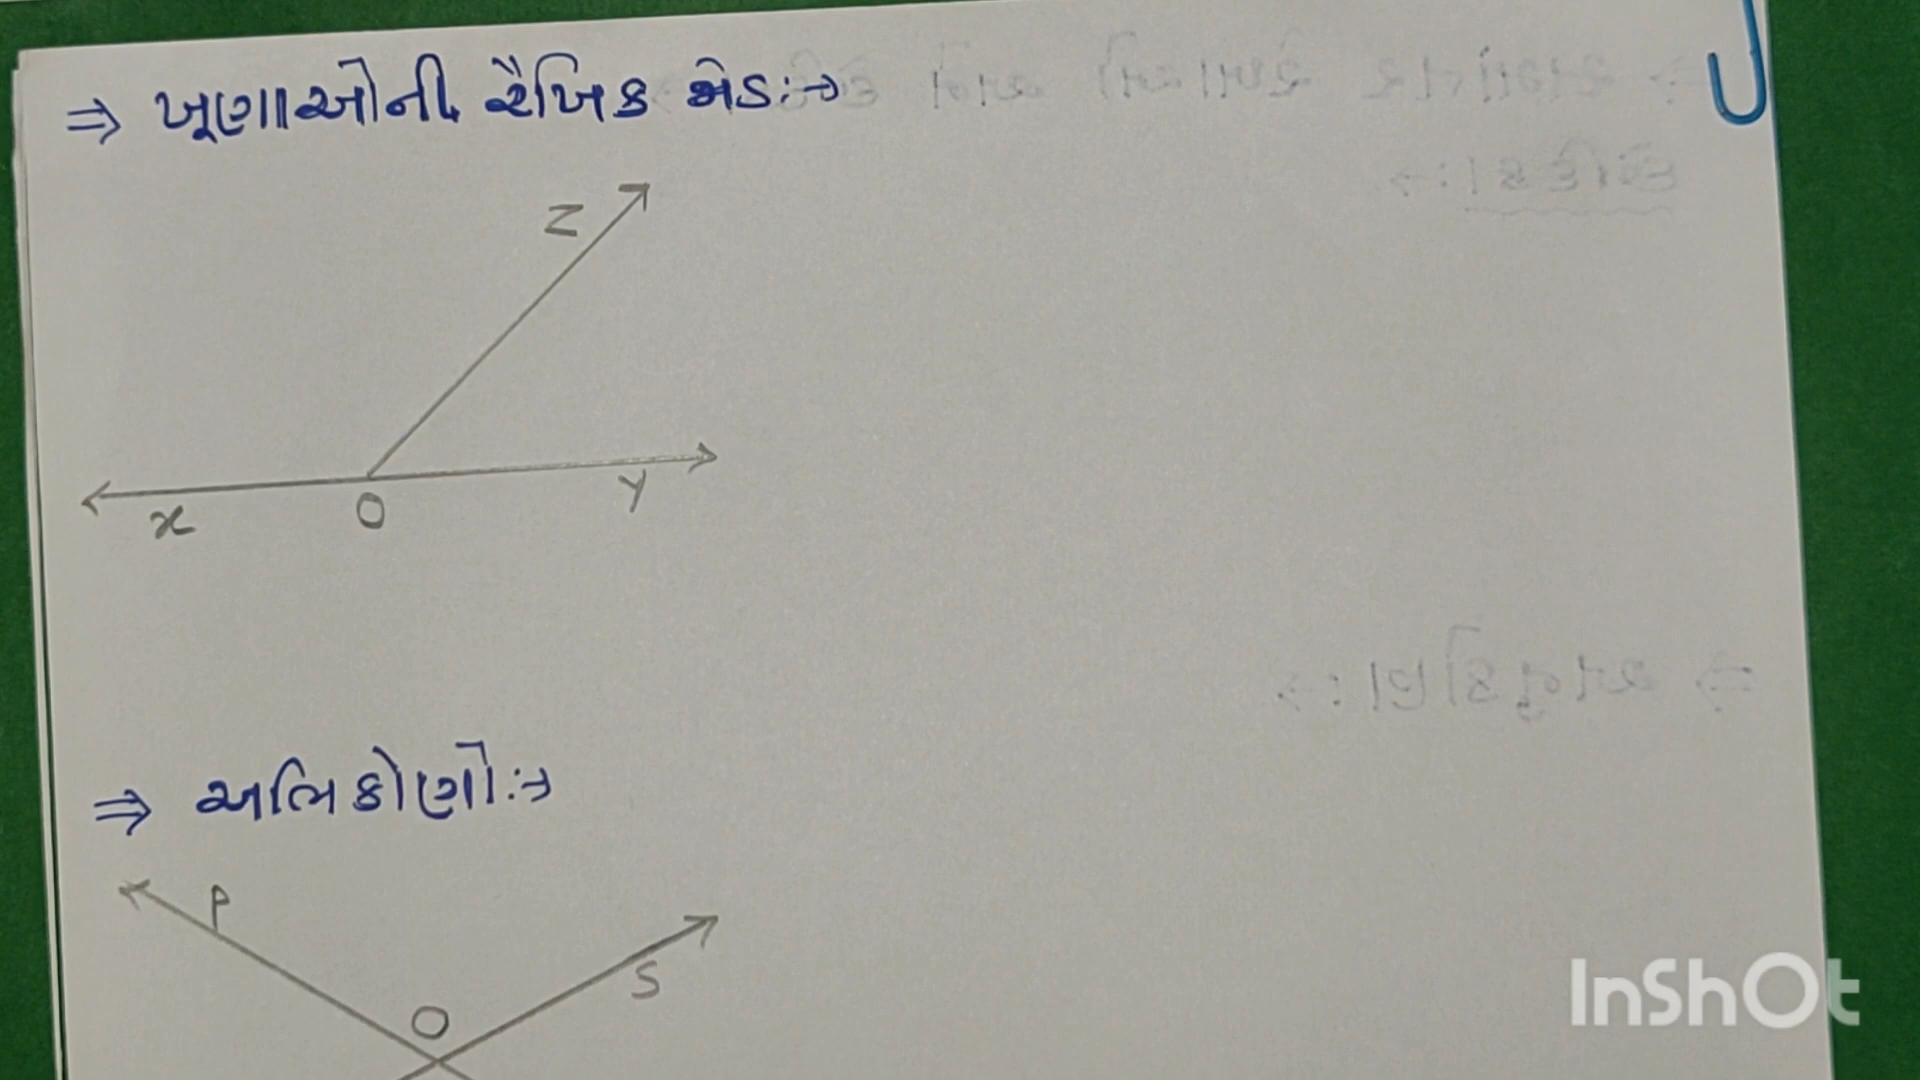 ⇒ ખૂણાઓની રૈખિક જોડ :→
Z
X O Y
⇒ અભિકોણો :→
P
S
O
InShOt